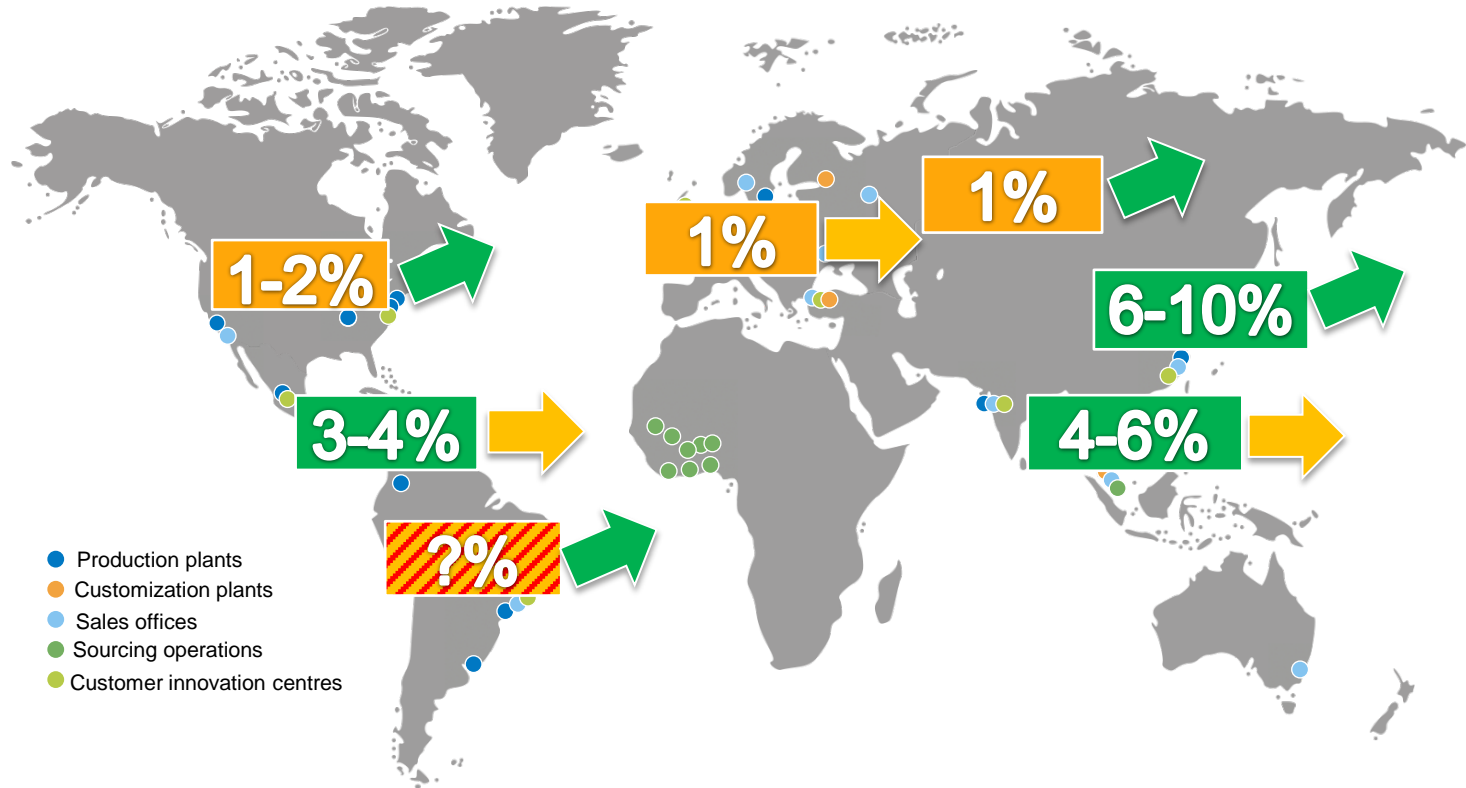 1%
1%
1-2%
6-10%
3-4%
4-6%
?%
Production plants
Customization plants
Sales offices
Sourcing operations
Customer innovation centres